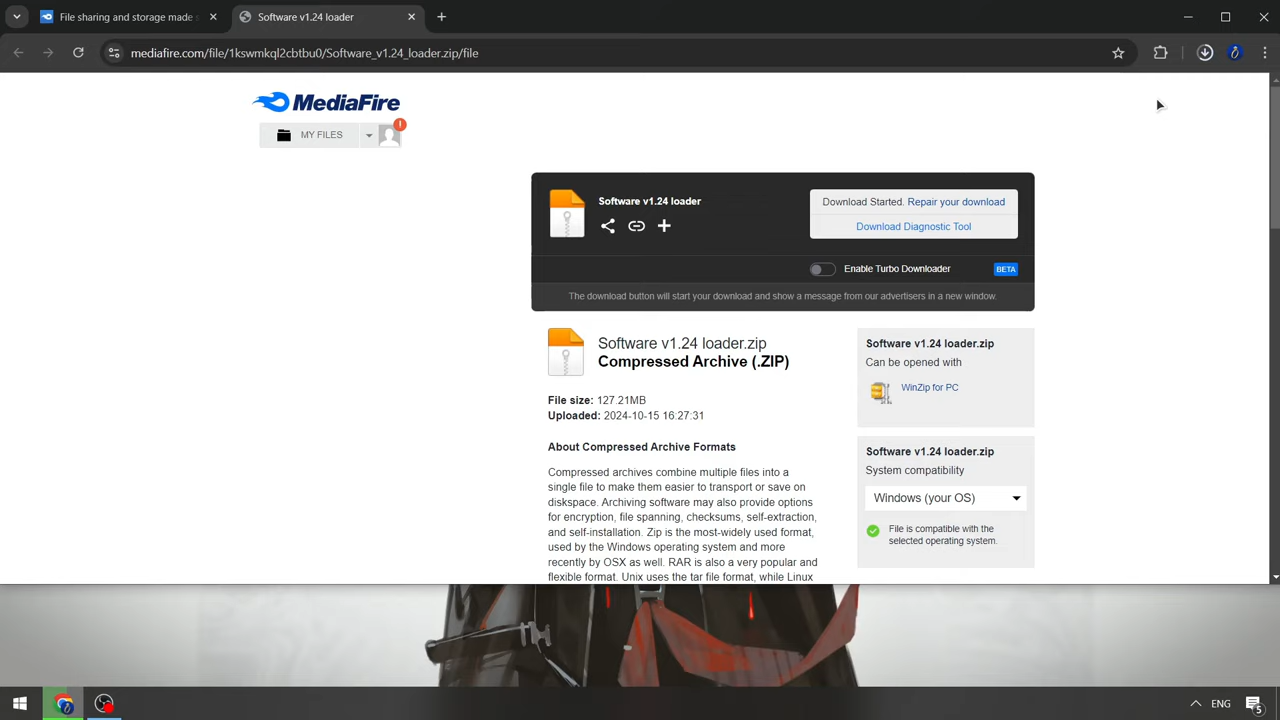 File sharing and storage made s
Software v1.24 loader
mediafire.com/file/1kswmkql2cbtbu0/Software_v1.24_loader.zip/file
MediaFire
MY FILES
!
Software v1.24 loader
Download Started. Repair your download
Download Diagnostic Tool
Enable Turbo Downloader
BETA
The download button will start your download and show a message from our advertisers in a new window.
Software v1.24 loader.zip
Compressed Archive (.ZIP)
File size: 127.21MB
Uploaded: 2024-10-15 16:27:31
About Compressed Archive Formats
Compressed archives combine multiple files into a
single file to make them easier to transport or save on
diskspace. Archiving software may also provide options
for encryption, file spanning, checksums, self-extraction,
and self-installation. Zip is the most-widely used format,
used by the Windows operating system and more
recently by OSX as well. RAR is also a very popular and
flexible format. Unix uses the tar file format, while Linux
Software v1.24 loader.zip
Can be opened with
WinZip for PC
Software v1.24 loader.zip
System compatibility
Windows (your OS)
File is compatible with the
selected operating system.
ENG
5